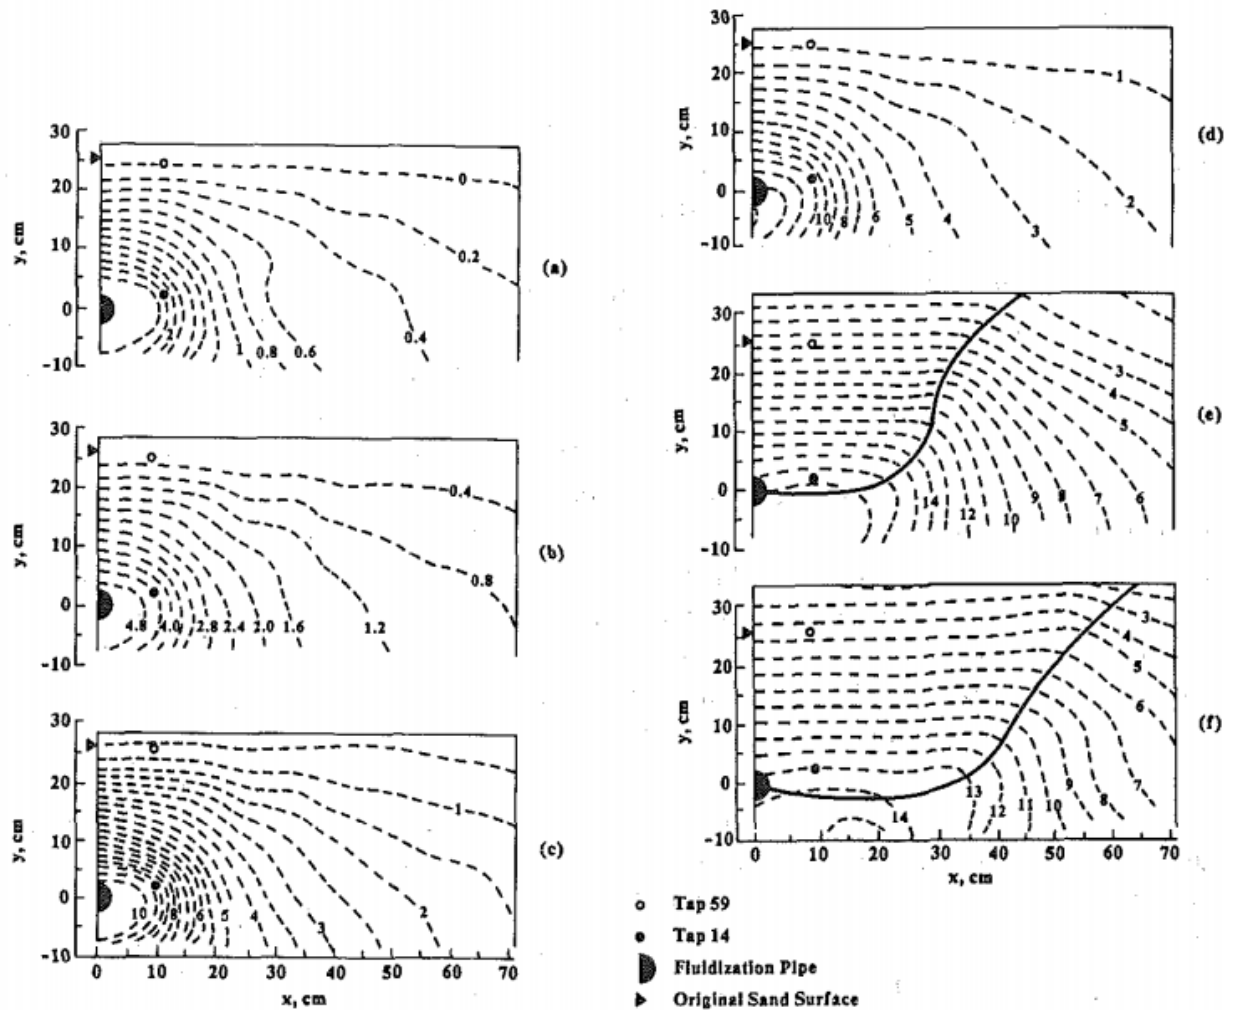 30
20
10
0
-10
y, cm
0
0.2
0.4
0.6
0.8
1
2
(a)
30
20
10
0
-10
y, cm
0.4
0.8
4.8 4.0 2.8 2.4 2.0 1.6 1.2
(b)
30
20
10
0
-10
y, cm
1
10 8 6 5 4 3 2
(c)
0 10 20 30 40 50 60 70
x, cm
30
20
10
0
-10
y, cm
1
10 8 6 5 4 3 2
(d)
30
20
10
0
-10
y, cm
3
4
5
14 12 10 9 8 7 6
(e)
30
20
10
0
-10
y, cm
3
4
5
6
14 13 12 11 10 9 8 7
(f)
0 10 20 30 40 50 60 70
x, cm
Tap 59
Tap 14
Fluidization Pipe
Original Sand Surface